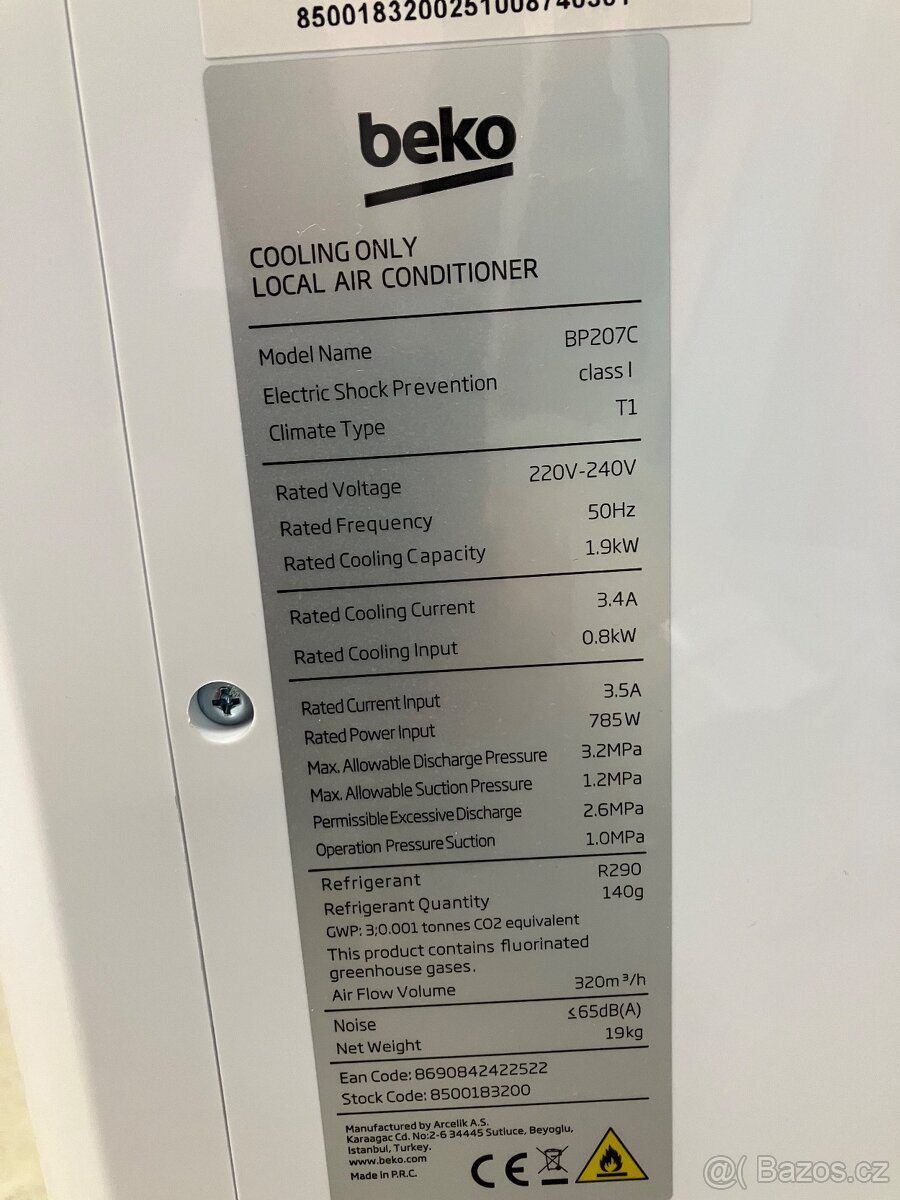 beko
COOLING ONLY
LOCAL AIR CONDITIONER
Model Name BP207C
Electric Shock Prevention class I
Climate Type T1
Rated Voltage 220V-240V
Rated Frequency 50Hz
Rated Cooling Capacity 1.9kW
Rated Cooling Current 3.4A
Rated Cooling Input 0.8kW
Rated Current Input 3.5A
Rated Power Input 785W
Max. Allowable Discharge Pressure 3.2MPa
Max. Allowable Suction Pressure 1.2MPa
Permissible Excessive Discharge 2.6MPa
Operation Pressure Suction 1.0MPa
Refrigerant R290
Refrigerant Quantity 140g
GWP: 3;0.001 tonnes CO2 equivalent
This product contains fluorinated
greenhouse gases.
Air Flow Volume 320m³/h
Noise ≤65dB(A)
Net Weight 19kg
Ean Code: 8690842422522
Stock Code: 8500183200
Manufactured by Arcelik A.S.
Karaagac Cd. No:2-6 34445 Sutluce, Beyoglu,
Istanbul, Turkey.
www.beko.com
Made in P.R.C.
CE
@( Bazos.cz